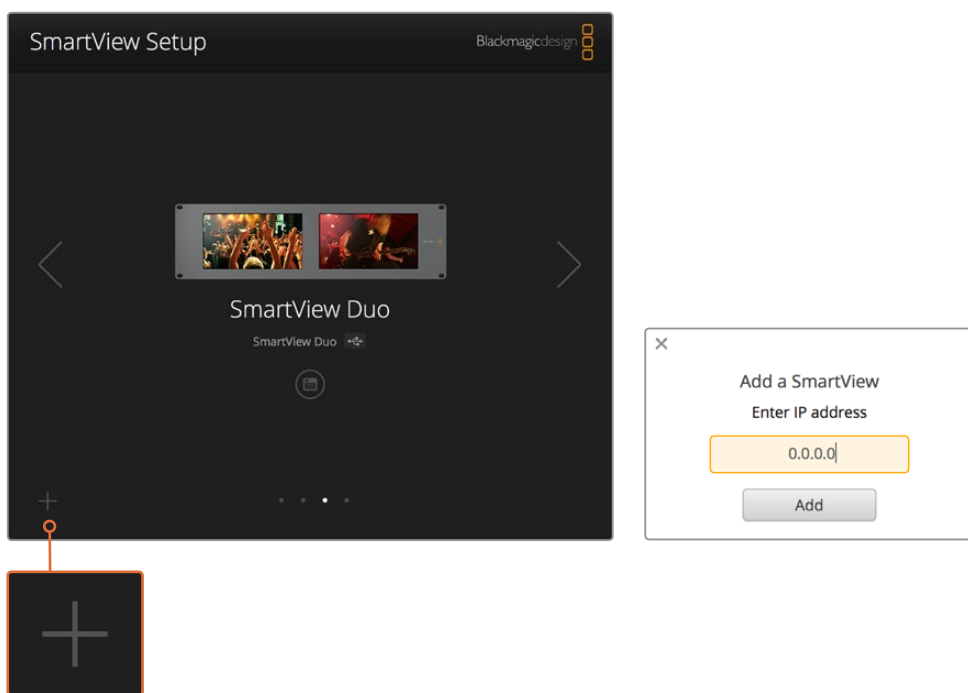 SmartView Setup
Blackmagicdesign
SmartView Duo
SmartView Duo
Add a SmartView
Enter IP address
0.0.0.0
Add